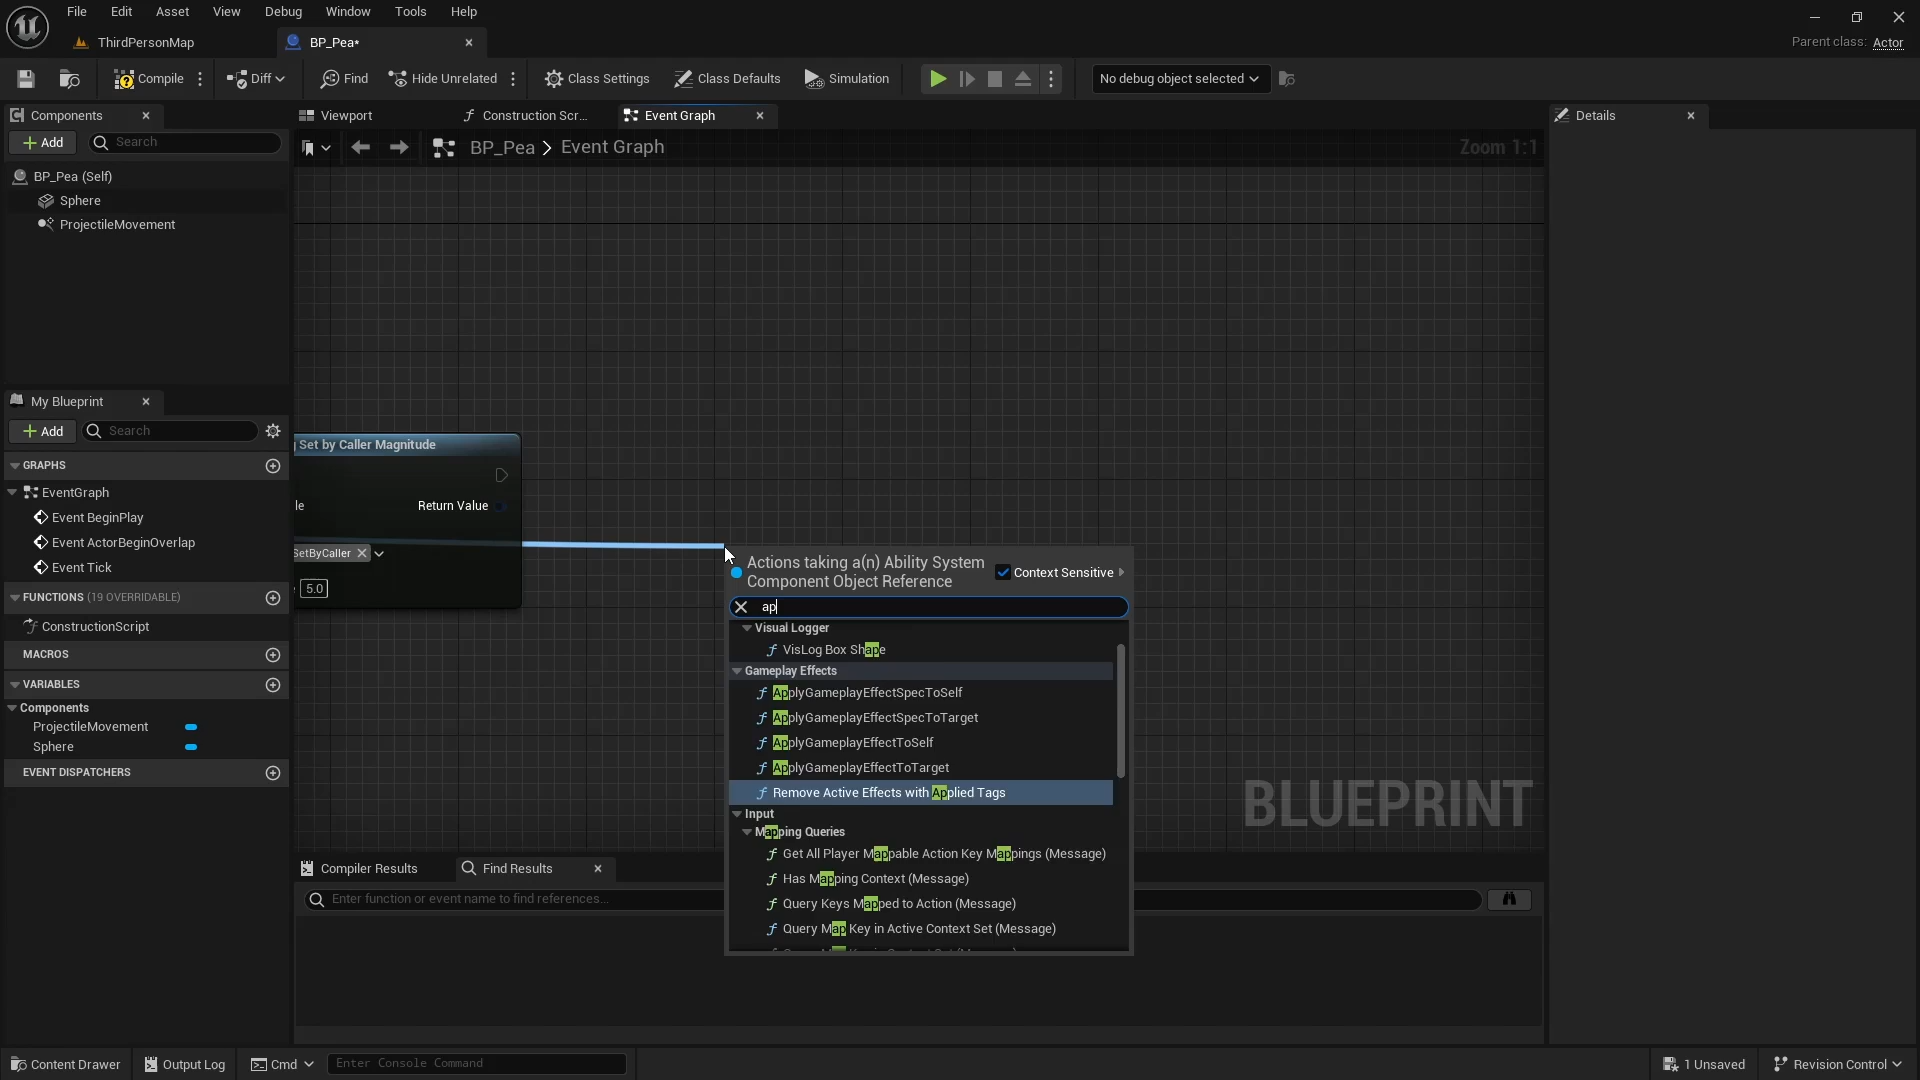 File Edit Asset View Debug Window Tools Help
ThirdPersonMap
BP_Pea*
Parent class: Actor
Compile
Diff
Find
Hide Unrelated
Class Settings
Class Defaults
Simulation
No debug object selected
Components
Add
Search
BP_Pea (Self)
Sphere
ProjectileMovement
Viewport
Construction Scr...
Event Graph
BP_Pea > Event Graph
Zoom 1:1
Details
My Blueprint
Add
Search
GRAPHS
EventGraph
Event BeginPlay
Event ActorBeginOverlap
Event Tick
FUNCTIONS (19 OVERRIDABLE)
ConstructionScript
MACROS
VARIABLES
Components
ProjectileMovement
Sphere
EVENT DISPATCHERS
Set by Caller Magnitude
le
Return Value
SetByCaller
5.0
Actions taking a(n) Ability System
Component Object Reference
Context Sensitive
ap
Visual Logger
VisLog Box Shape
Gameplay Effects
ApplyGameplayEffectSpecToSelf
ApplyGameplayEffectSpecToTarget
ApplyGameplayEffectToSelf
ApplyGameplayEffectToTarget
Remove Active Effects with Applied Tags
Input
Mapping Queries
Get All Player Mappable Action Key Mappings (Message)
Has Mapping Context (Message)
Query Keys Mapped to Action (Message)
Query Map Key in Active Context Set (Message)
BLUEPRINT
Compiler Results
Find Results
Enter function or event name to find references...
Content Drawer
Output Log
Cmd
Enter Console Command
1 Unsaved
Revision Control